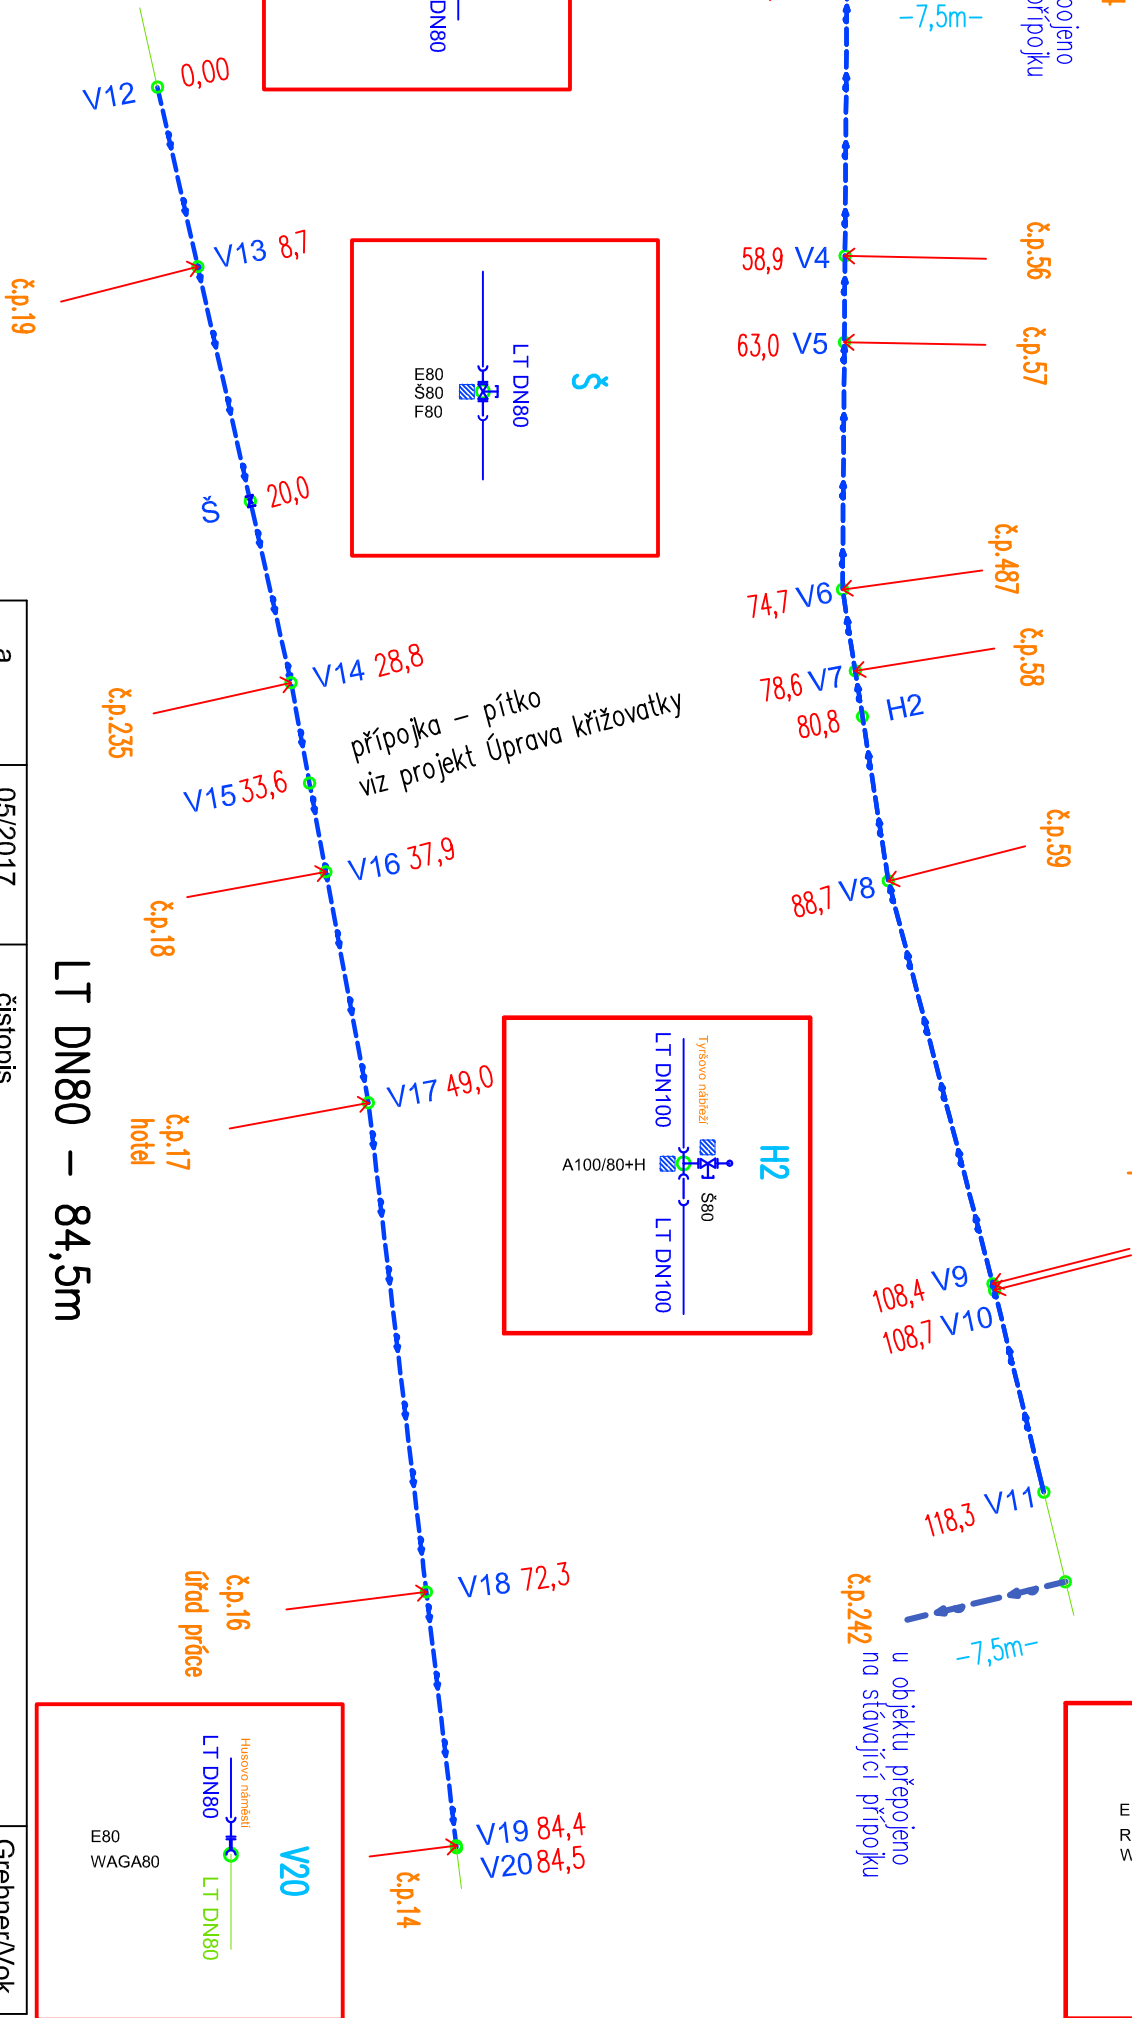 pojeno
přípojku
-7,5m-
DN80
0,00
V12
V13 8,7
č.p.19
58,9 V4
č.p.56
63,0 V5
č.p.57
Š
LT DN80
E80
Š80
F80
20,0
Š
74,7 V6
č.p.487
78,6 V7
č.p.58
80,8
H2
V14 28,8
č.p.235
přípojka – pítko
viz projekt Úprava křižovatky
V15 33,6
V16 37,9
č.p.18
88,7 V8
č.p.59
V17 49,0
č.p.17
hotel
H2
Tyršovo nábřeží
LT DN100
Š80
A100/80+H
LT DN100
108,4 V9
108,7 V10
118,3 V11
č.p.242
-7,5m-
u objektu přepojeno
na stávající přípojku
V18 72,3
č.p.16
úřad práce
V19 84,4
V20 84,5
č.p.14
V20
Husovo náměstí
LT DN80
LT DN80
E80
WAGA80
E
R
W
LT DN80 – 84,5m
a
05/2017
čistopis
Grebner/Vok